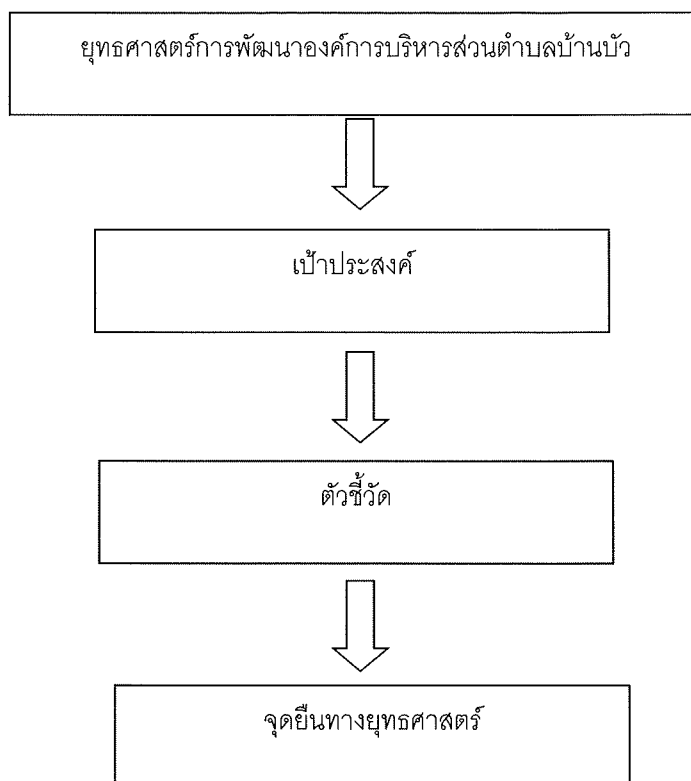 ยุทธศาสตร์การพัฒนาองค์การบริหารส่วนตำบลบ้านบัว
เป้าประสงค์
ตัวชี้วัด
จุดยืนทางยุทธศาสตร์